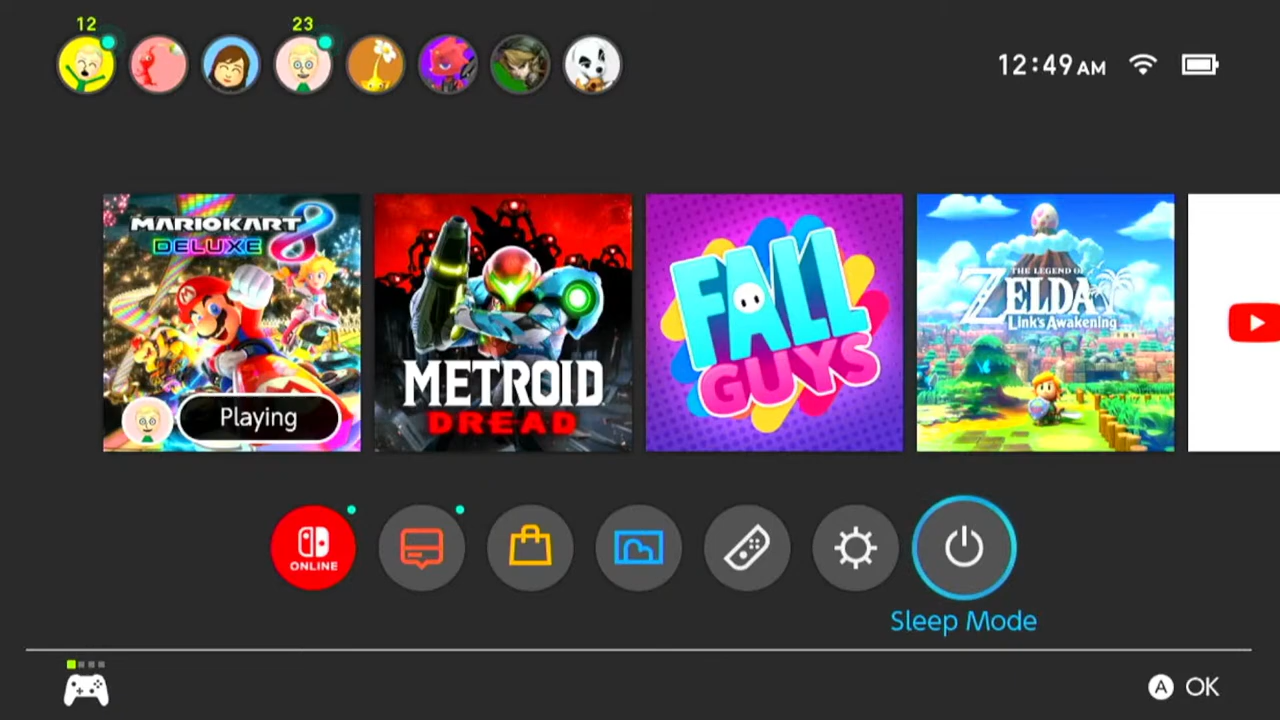 12
23
12:49 AM
MARIOKART 8
DELUXE
Playing
METROID
DREAD
FALL
GUYS
THE LEGEND OF
ZELDA
Link's Awakening
ONLINE
Sleep Mode
A OK